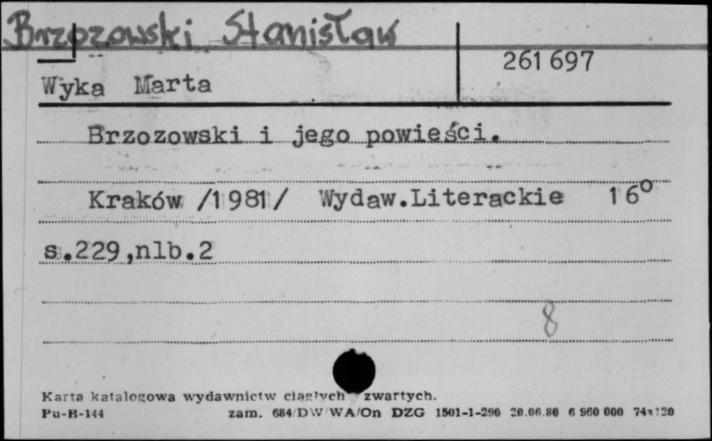 Brzozowski Stanisław
261 697
Wyka Marta
Brzozowski i jego powieści.
Kraków /1981/ Wydaw.Literackie 16°
s.229,nlb.2
8
Karta katalogowa wydawnictw ciągłych zwartych.
Pu-B-144 zam. 684/DW/WA/On DZG 1501-1-290 20.06.80 6 960 000 74x120